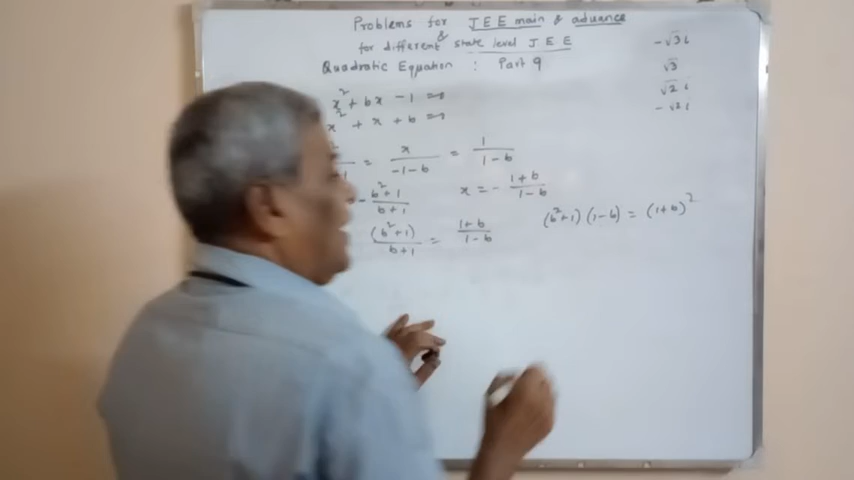 Problems for JEE main & advance
&
for different state level JEE
Quadratic Equation : Part 9
-√3 i
√3
√2 i
-√2 i
x² + bx - 1 = 0
x² + x + b = 0
= x / -1-b = 1 / 1-b
- b²+1 / b+1
x = - 1+b / 1-b
(b²+1) / b+1 = 1+b / 1-b
(b²+1)(1-b) = (1+b)²